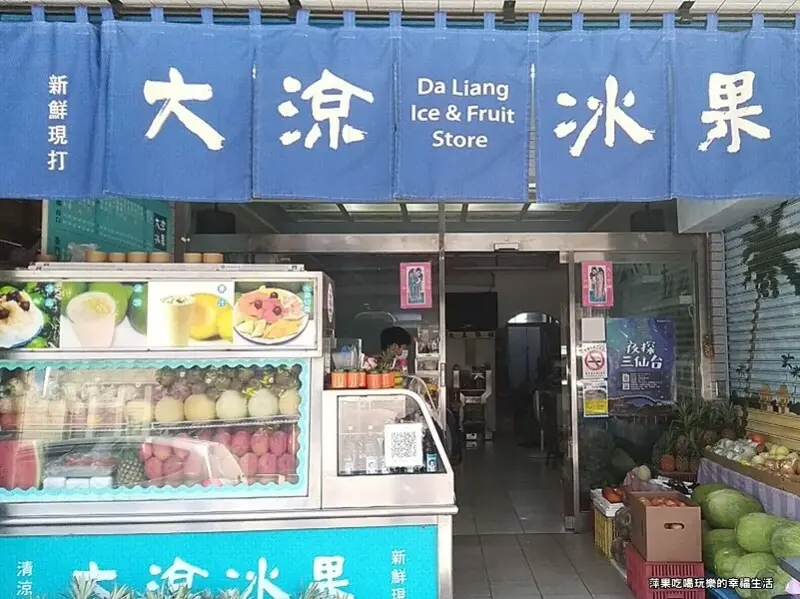 新鮮現打
大涼冰果
Da Liang
Ice & Fruit
Store
夜探
三仙台
清涼
大涼冰果
新鮮現
萍果吃喝玩樂的幸福生活